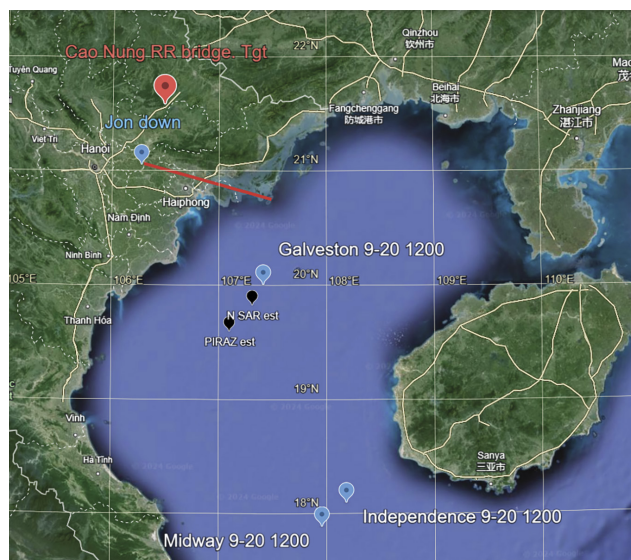 Cao Nung RR bridge. Tgt
22°N
Qinzhou
钦州市
Tuyên Quang
Beihai
北海市
Fangchenggang
防城港市
Zhanjiang
湛江市
Jon down
Việt Trì
Hanoi
21°N
Haiphong
Nam Định
Ninh Bình
Galveston 9-20 1200
105°E
106°E
107°E
20°N
108°E
109°E
110°E
N SAR est
PIRAZ est
Thanh Hóa
19°N
Vinh
Hà Tĩnh
Sanya
三亚市
18°N
Independence 9-20 1200
Midway 9-20 1200